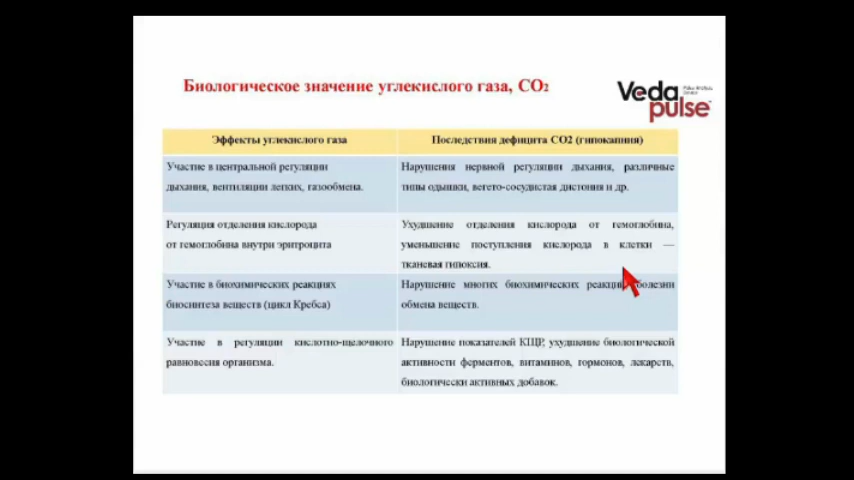 Биологическое значение углекислого газа, CO2
Veda
pulse
Эффекты углекислого газа
Последствия дефицита СО2 (гипокапния)
Участие в центральной регуляции
дыхания, вентиляции легких, газообмена.
Нарушения нервной регуляции дыхания, различные
типы одышки, вегето-сосудистая дистония и др.
Регуляция отделения кислорода
от гемоглобина внутри эритроцита
Ухудшение отделения кислорода от гемоглобина,
уменьшение поступления кислорода в клетки —
тканевая гипоксия.
Участие в биохимических реакциях
биосинтеза веществ (цикл Кребса)
Нарушение многих биохимических болезни
обмена веществ.
Участие в регуляции кислотно-щелочного
равновесия организма.
Нарушение показателей КЩР, ухудшение биологической
активности ферментов, витаминов, гормонов, лекарств,
биологически активных добавок.